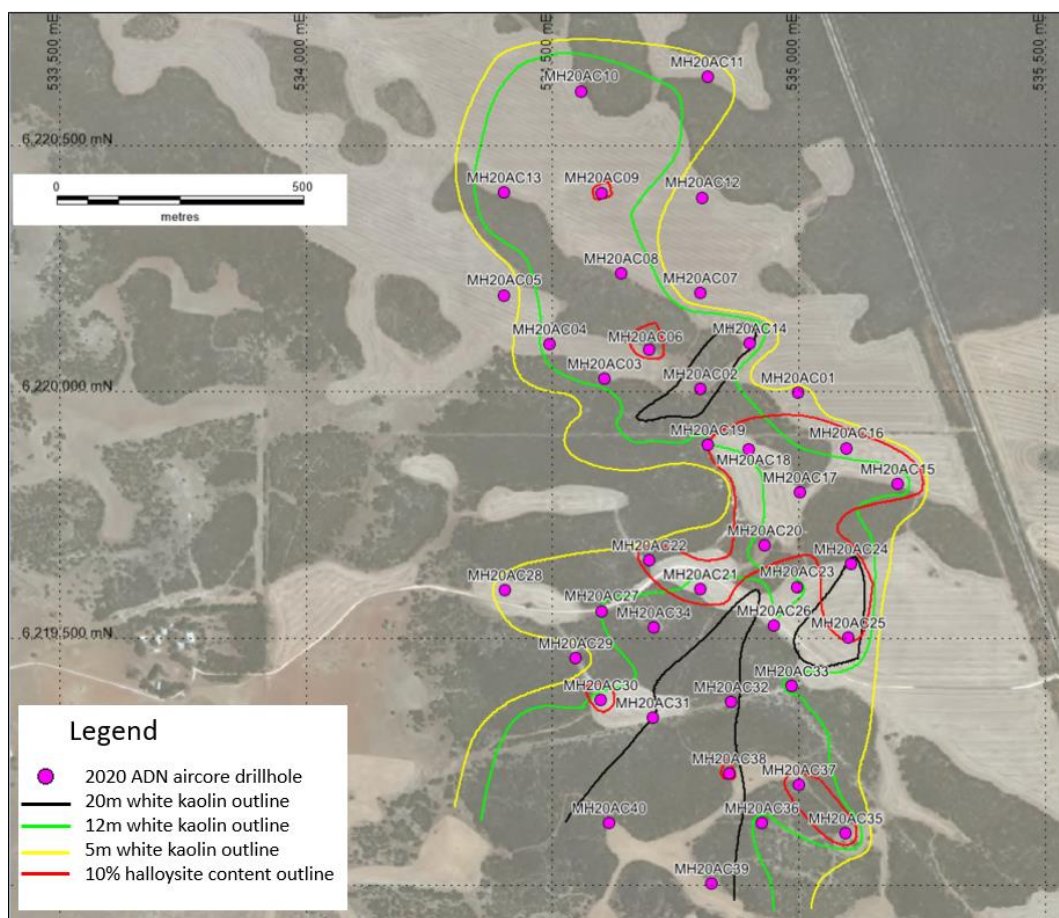 533,500 mE
534,000 mE
534,500 mE
535,000 mE
535,500 mE
MH20AC11
MH20AC10
6,220,500 mN
MH20AC13
MH20AC09
MH20AC12
0
500
metres
MH20AC08
MH20AC05
MH20AC07
MH20AC04
MH20AC06
MH20AC14
MH20AC03
MH20AC02
MH20AC01
6,220,000 mN
MH20AC19
MH20AC16
MH20AC18
MH20AC15
MH20AC17
MH20AC20
MH20AC22
MH20AC24
MH20AC28
MH20AC21
MH20AC23
MH20AC27
MH20AC34
MH20AC26
MH20AC25
6,219,500 mN
MH20AC29
MH20AC33
MH20AC30
MH20AC31
MH20AC32
MH20AC38
MH20AC37
MH20AC40
MH20AC36
MH20AC35
MH20AC39
Legend
2020 ADN aircore drillhole
20m white kaolin outline
12m white kaolin outline
5m white kaolin outline
10% halloysite content outline